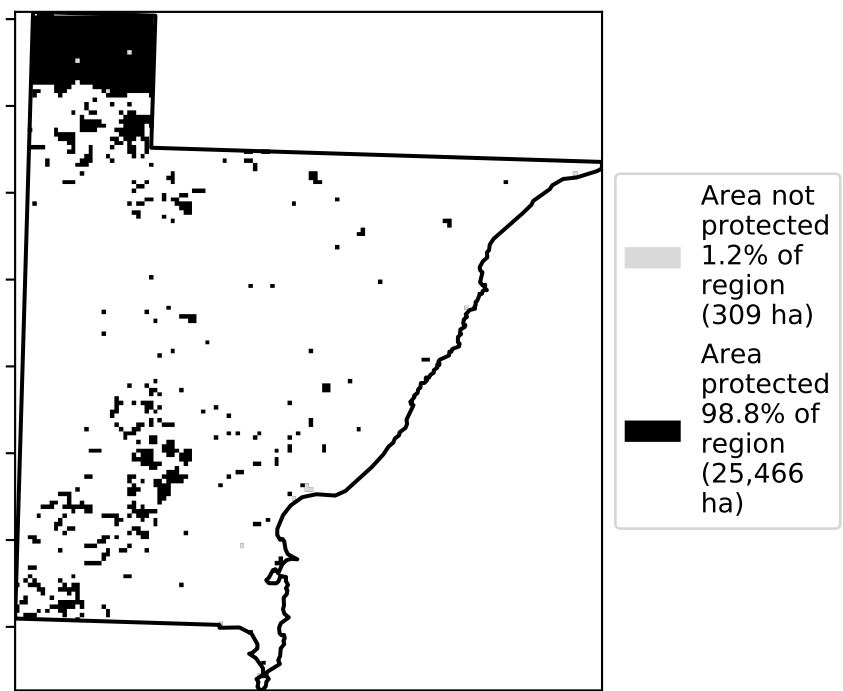 Area not
protected
1.2% of
region
(309 ha)
Area
protected
98.8% of
region
(25,466
ha)